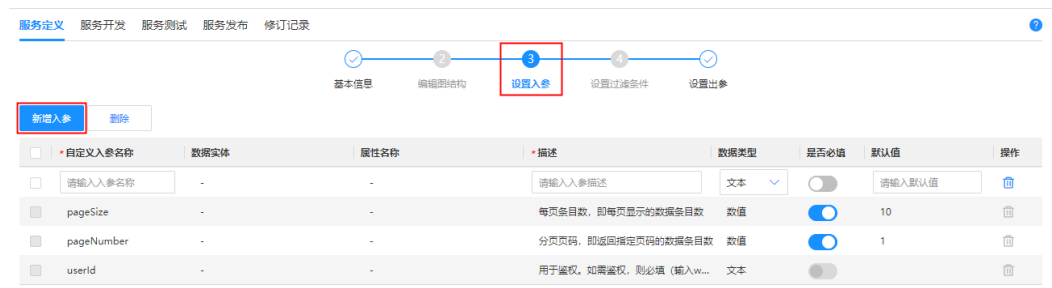 服务定义 服务开发 服务测试 服务发布 修订记录 ?
2 3 4
基本信息 编辑图结构 设置入参 设置过滤条件 设置出参
新增入参 删除
*自定义入参名称 数据实体 属性名称 *描述 数据类型 是否必填 默认值 操作
请输入入参名称 - - 请输入入参描述 文本 请输入默认值
pageSize - - 每页条目数，即每页显示的数据条目数 数值 10
pageNumber - - 分页页码，即返回指定页码的数据条目数 数值 1
userId - - 用于鉴权。如需鉴权，则必填（输入w... 文本